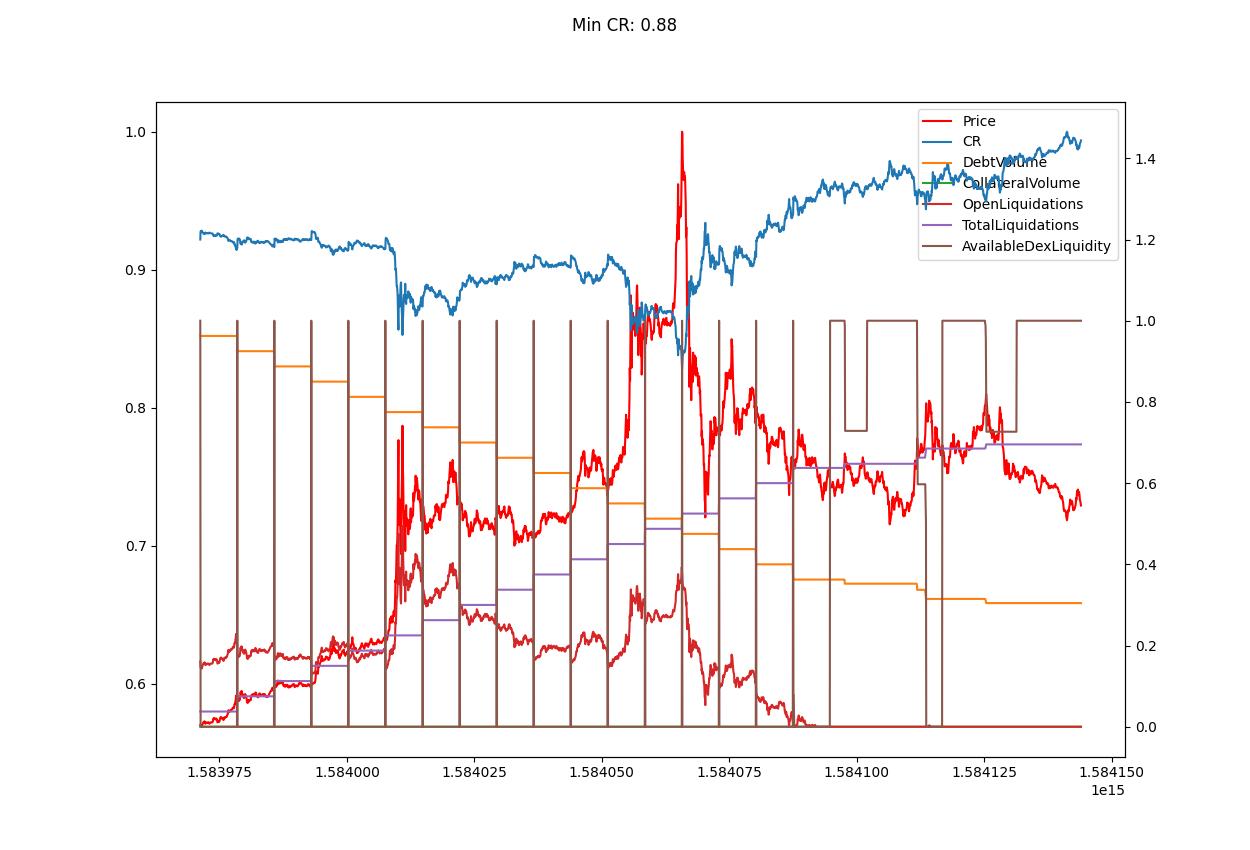 Min CR: 0.88
1.0
0.9
0.8
0.7
0.6
Price
CR
DebtVolume
CollateralVolume
OpenLiquidations
TotalLiquidations
AvailableDexLiquidity
1.4
1.2
1.0
0.8
0.6
0.4
0.2
0.0
1.583975 1.584000 1.584025 1.584050 1.584075 1.584100 1.584125 1.584150
1e15